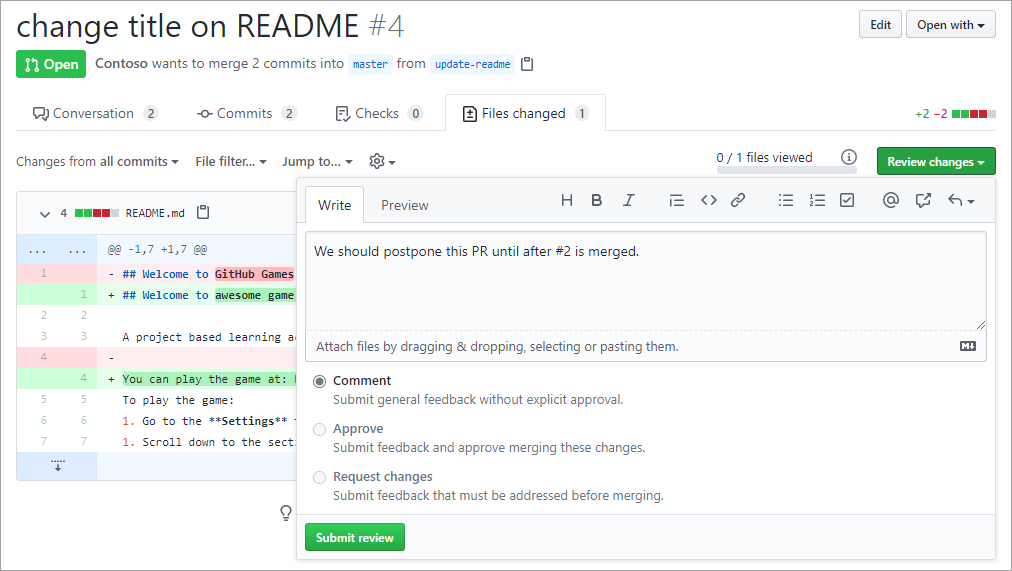 change title on README #4
Edit
Open with
Open
Contoso wants to merge 2 commits into master from update-readme
Conversation 2
Commits 2
Checks 0
Files changed 1
+2 −2
Changes from all commits
File filter...
Jump to...
0 / 1 files viewed
Review changes
4 README.md
... ... @@ -1,7 +1,7 @@
1 - ## Welcome to GitHub Games
1 + ## Welcome to awesome game
2 2
3 3 A project based learning
4 -
4 + You can play the game at:
5 5 To play the game:
6 6 1. Go to the **Settings**
7 7 1. Scroll down to the
Write
Preview
H B I
We should postpone this PR until after #2 is merged.
Attach files by dragging & dropping, selecting or pasting them.
Comment
Submit general feedback without explicit approval.
Approve
Submit feedback and approve merging these changes.
Request changes
Submit feedback that must be addressed before merging.
Submit review